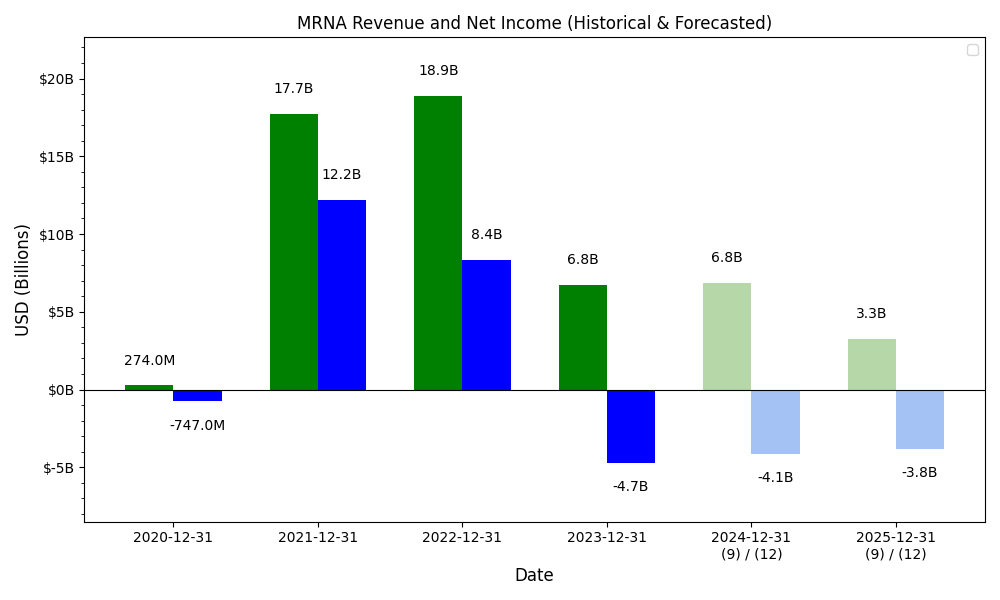 MRNA Revenue and Net Income (Historical & Forecasted)
USD (Billions)
$20B
$15B
$10B
$5B
$0B
$-5B
274.0M
-747.0M
17.7B
12.2B
18.9B
8.4B
6.8B
-4.7B
6.8B
-4.1B
3.3B
-3.8B
2020-12-31
2021-12-31
2022-12-31
2023-12-31
2024-12-31
(9) / (12)
2025-12-31
(9) / (12)
Date